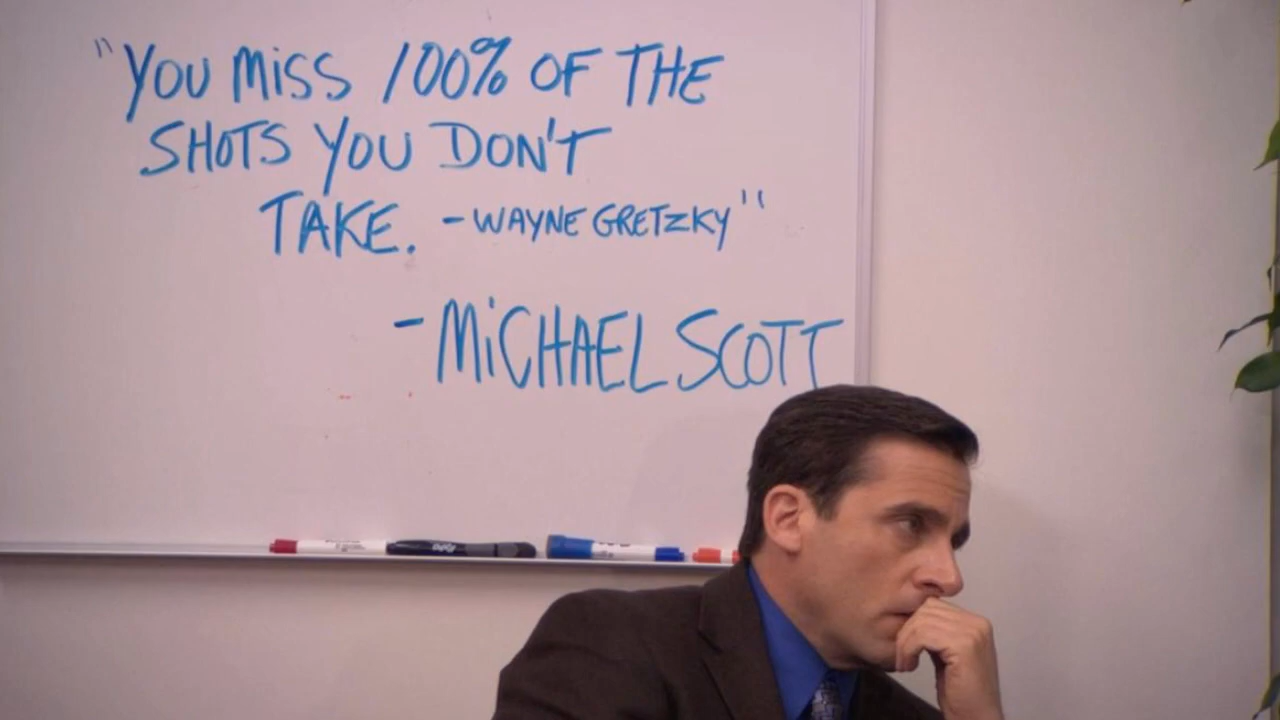 "YOU MiSS 100% OF THE
SHOTS YOU DON'T
TAKE. -WAYNE GRETZKY"
-MiCHAEL SCOTT